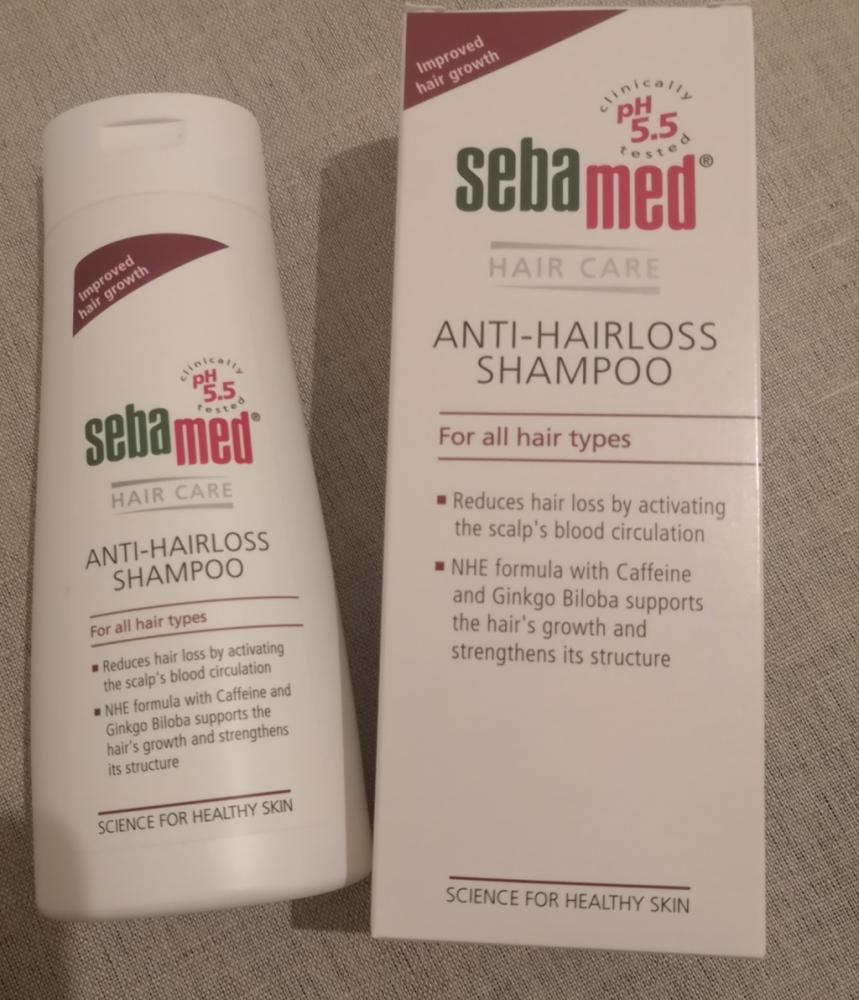 Improved
hair growth
clinically
pH
5.5
tested
sebamed®
HAIR CARE
ANTI-HAIRLOSS
SHAMPOO
For all hair types
▪ Reduces hair loss by activating
the scalp's blood circulation
▪ NHE formula with Caffeine and
Ginkgo Biloba supports the
hair's growth and strengthens
its structure
SCIENCE FOR HEALTHY SKIN
Improved
hair growth
clinically
pH
5.5
tested
sebamed®
HAIR CARE
ANTI-HAIRLOSS
SHAMPOO
For all hair types
▪ Reduces hair loss by activating
the scalp's blood circulation
▪ NHE formula with Caffeine
and Ginkgo Biloba supports
the hair's growth and
strengthens its structure
SCIENCE FOR HEALTHY SKIN